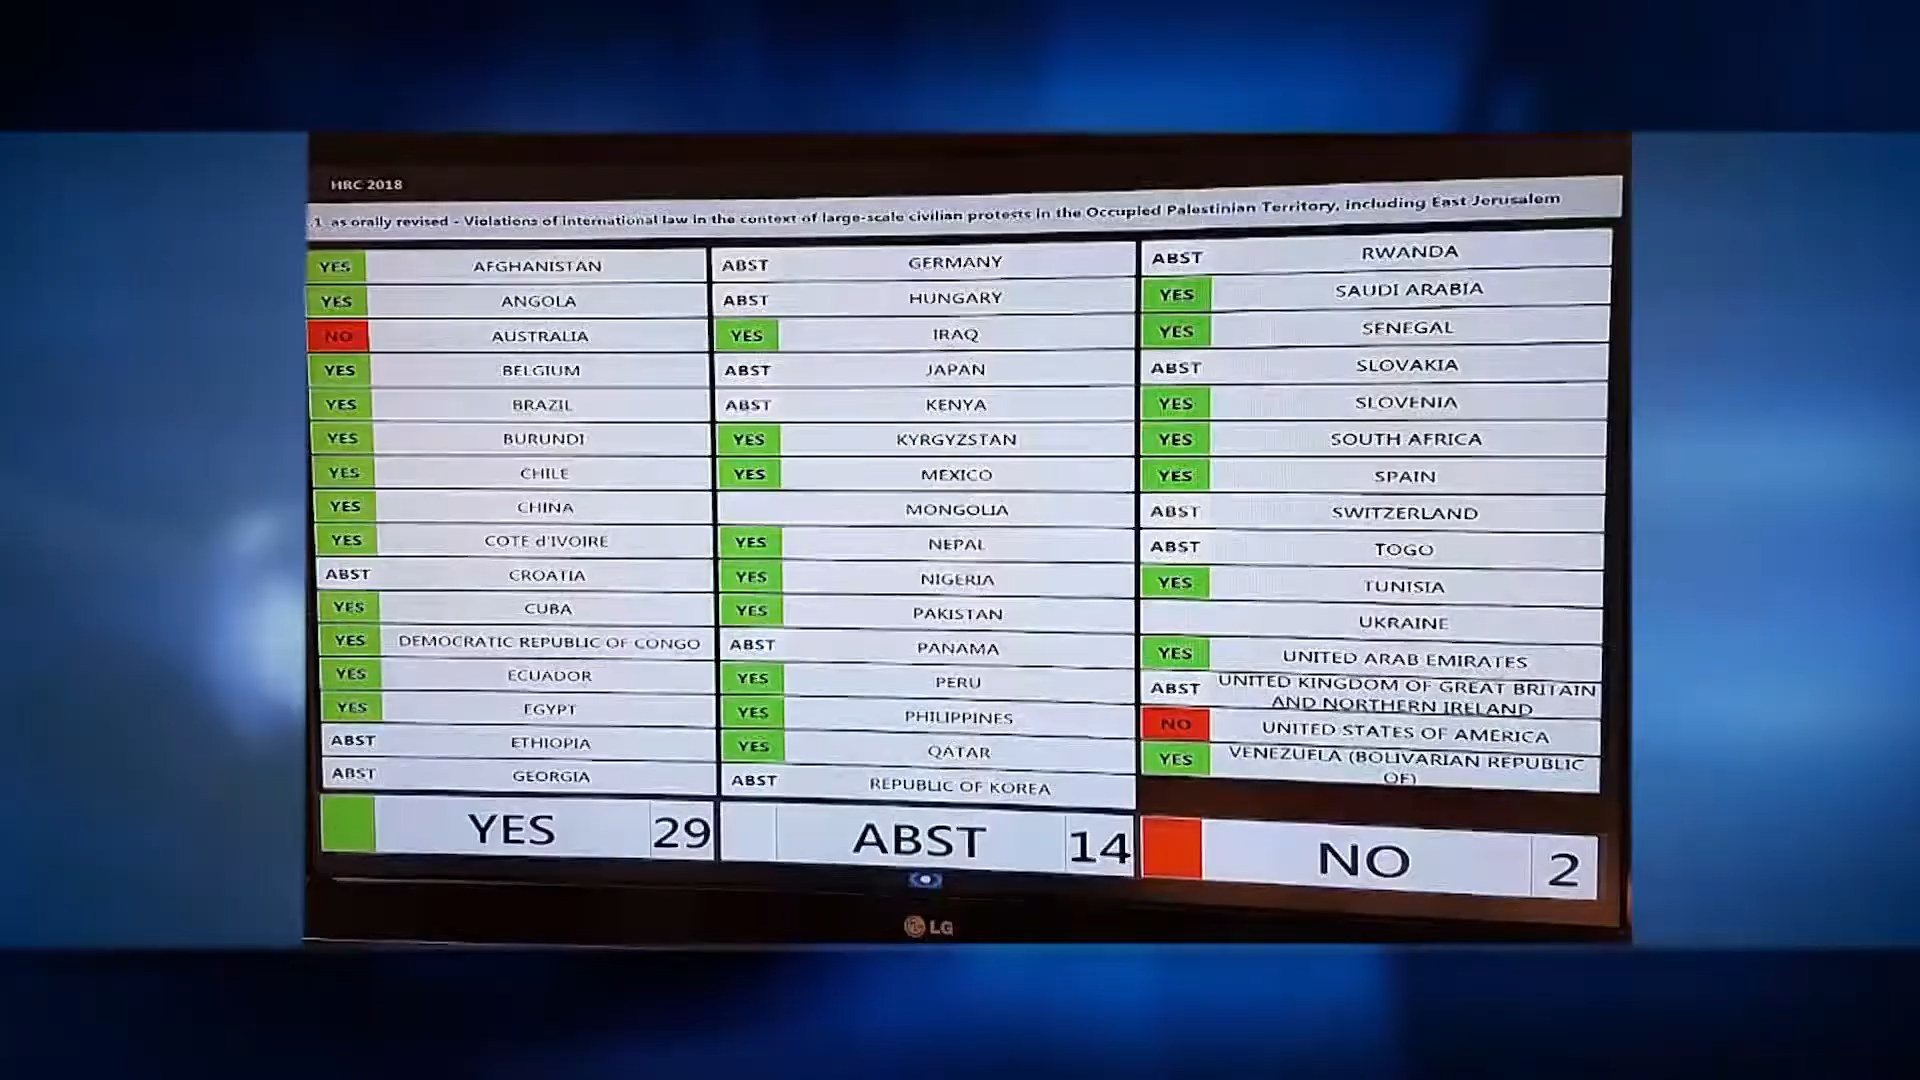 HRC 2018
.1 as orally revised - Violations of international law in the context of large-scale civilian protests in the Occupied Palestinian Territory, including East Jerusalem
YES AFGHANISTAN
YES ANGOLA
NO AUSTRALIA
YES BELGIUM
YES BRAZIL
YES BURUNDI
YES CHILE
YES CHINA
YES COTE d'IVOIRE
ABST CROATIA
YES CUBA
YES DEMOCRATIC REPUBLIC OF CONGO
YES ECUADOR
YES EGYPT
ABST ETHIOPIA
ABST GEORGIA
ABST GERMANY
ABST HUNGARY
YES IRAQ
ABST JAPAN
ABST KENYA
YES KYRGYZSTAN
YES MEXICO
MONGOLIA
YES NEPAL
YES NIGERIA
YES PAKISTAN
ABST PANAMA
YES PERU
YES PHILIPPINES
YES QATAR
ABST REPUBLIC OF KOREA
ABST RWANDA
YES SAUDI ARABIA
YES SENEGAL
ABST SLOVAKIA
YES SLOVENIA
YES SOUTH AFRICA
YES SPAIN
ABST SWITZERLAND
ABST TOGO
YES TUNISIA
UKRAINE
YES UNITED ARAB EMIRATES
ABST UNITED KINGDOM OF GREAT BRITAIN
AND NORTHERN IRELAND
NO UNITED STATES OF AMERICA
YES VENEZUELA (BOLIVARIAN REPUBLIC
OF)
YES 29
ABST 14
NO 2
LG